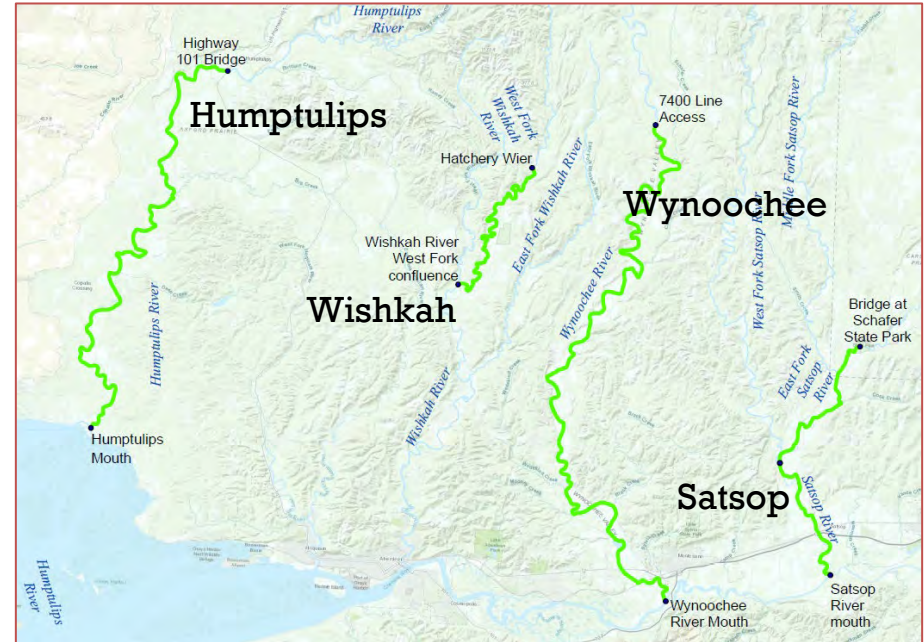 Humptulips
River
Highway
101 Bridge
Humptulips
West Fork
Wishkah
River
Hatchery Wier
East Fork Wishkah River
7400 Line
Access
Wynoochee
Middle Fork Satsop River
West Fork Satsop River
Wishkah River
West Fork
confluence
Wishkah
Wynoochee River
Bridge at
Schafer
State Park
East Fork
Satsop
River
Humptulips River
Wishkah River
Humptulips
Mouth
Satsop
Satsop River
Humptulips
River
Wynoochee
River Mouth
Satsop
River
mouth